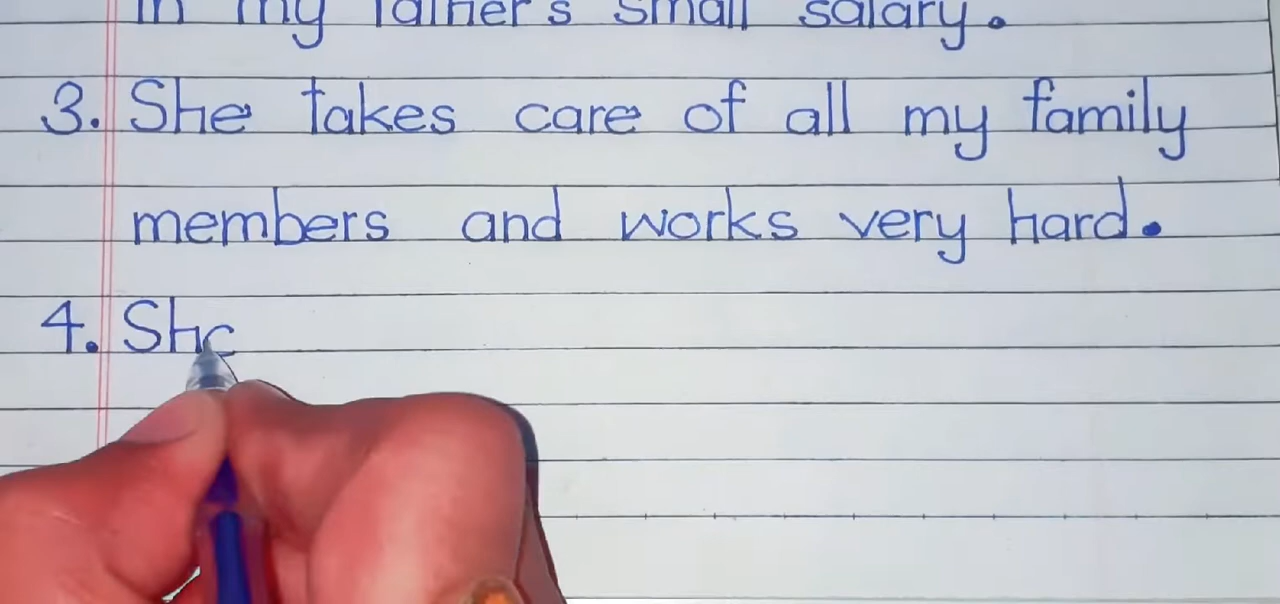 in my father's small salary.
3. She takes care of all my family
members and works very hard.
4. She